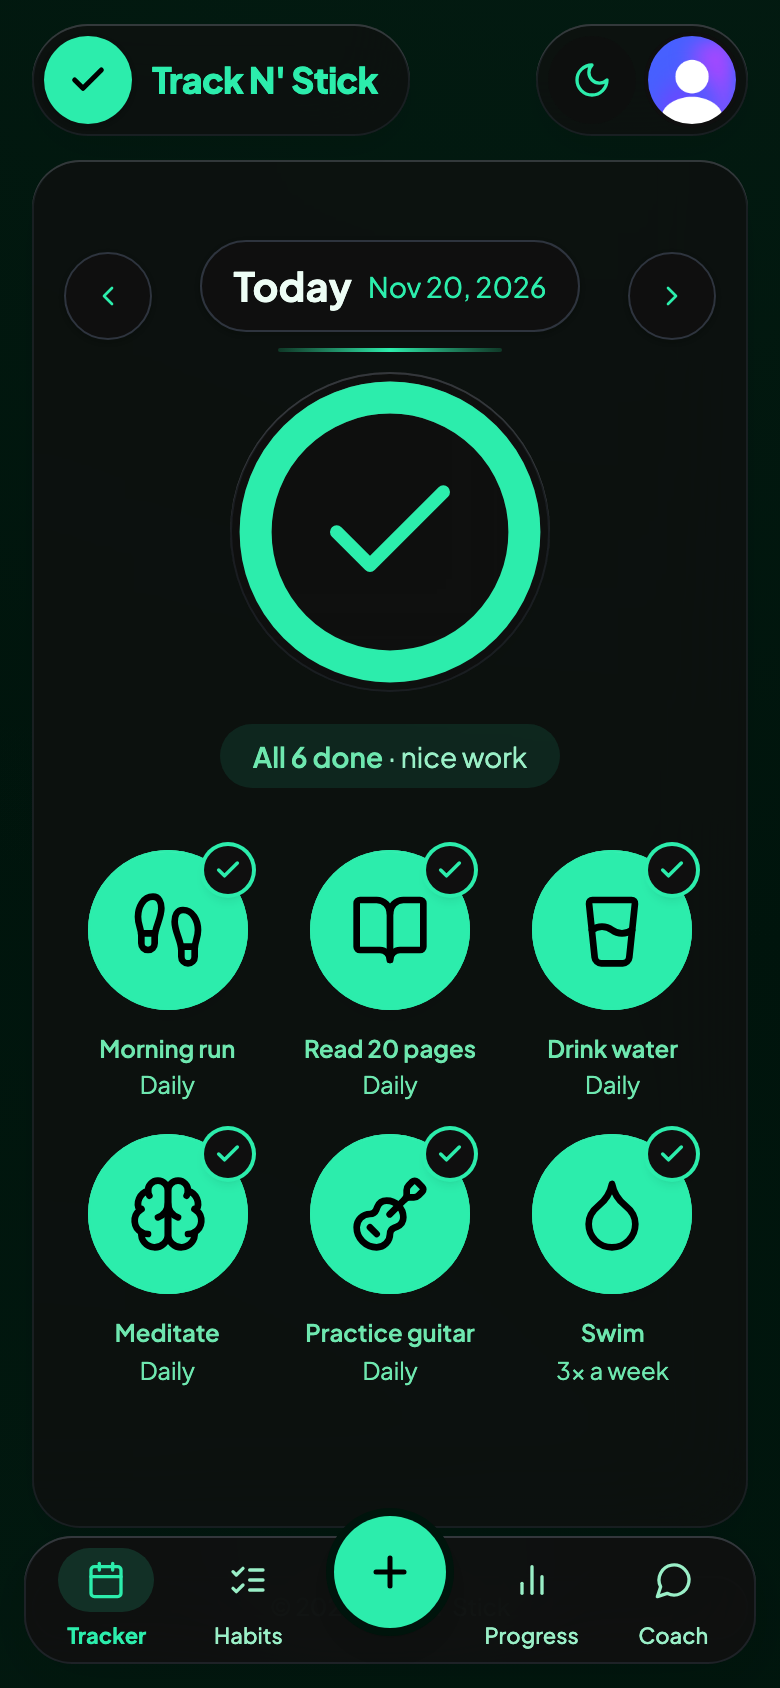 Track N' Stick
Today Nov 20, 2026
All 6 done · nice work
Morning run
Daily
Read 20 pages
Daily
Drink water
Daily
Meditate
Daily
Practice guitar
Daily
Swim
3× a week
Tracker
Habits
Progress
Coach